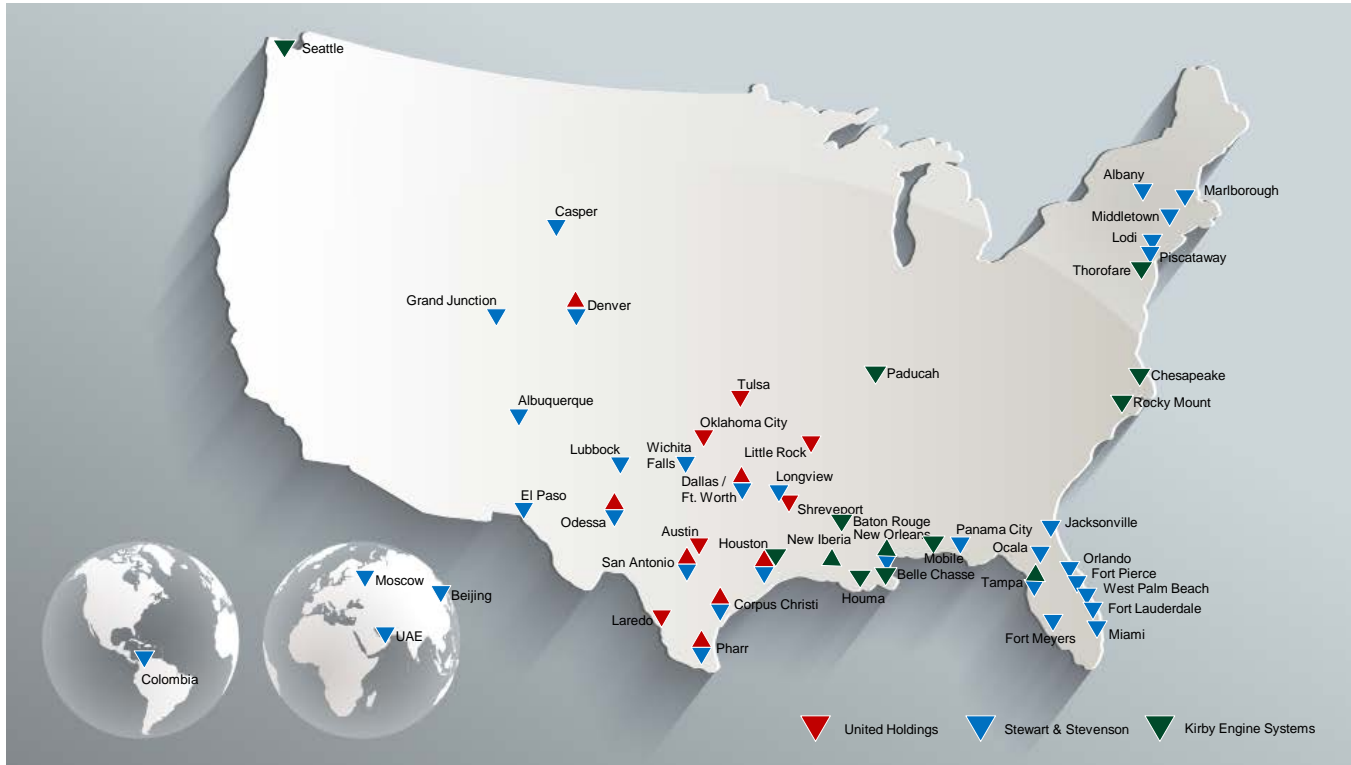 Seattle
Albany
Marlborough
Casper
Middletown
Lodi
Piscataway
Thorofare
Grand Junction
Denver
Paducah
Chesapeake
Tulsa
Rocky Mount
Albuquerque
Oklahoma City
Lubbock
Wichita
Falls
Little Rock
Longview
Dallas /
Ft. Worth
El Paso
Shreveport
Odessa
Baton Rouge
Jacksonville
Austin
Houston
New Iberia
New Orleans
Panama City
Mobile
Ocala
San Antonio
Orlando
Belle Chasse
Fort Pierce
Moscow
Tampa
West Palm Beach
Beijing
Houma
Corpus Christi
Fort Lauderdale
Laredo
UAE
Fort Meyers
Miami
Pharr
Colombia
United Holdings
Stewart & Stevenson
Kirby Engine Systems